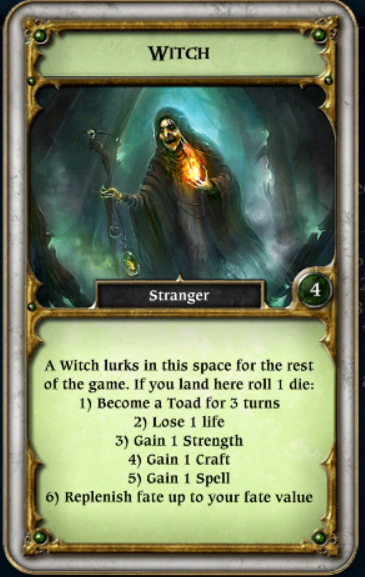 WITCH
Stranger
4
A Witch lurks in this space for the rest
of the game. If you land here roll 1 die:
1) Become a Toad for 3 turns
2) Lose 1 life
3) Gain 1 Strength
4) Gain 1 Craft
5) Gain 1 Spell
6) Replenish fate up to your fate value